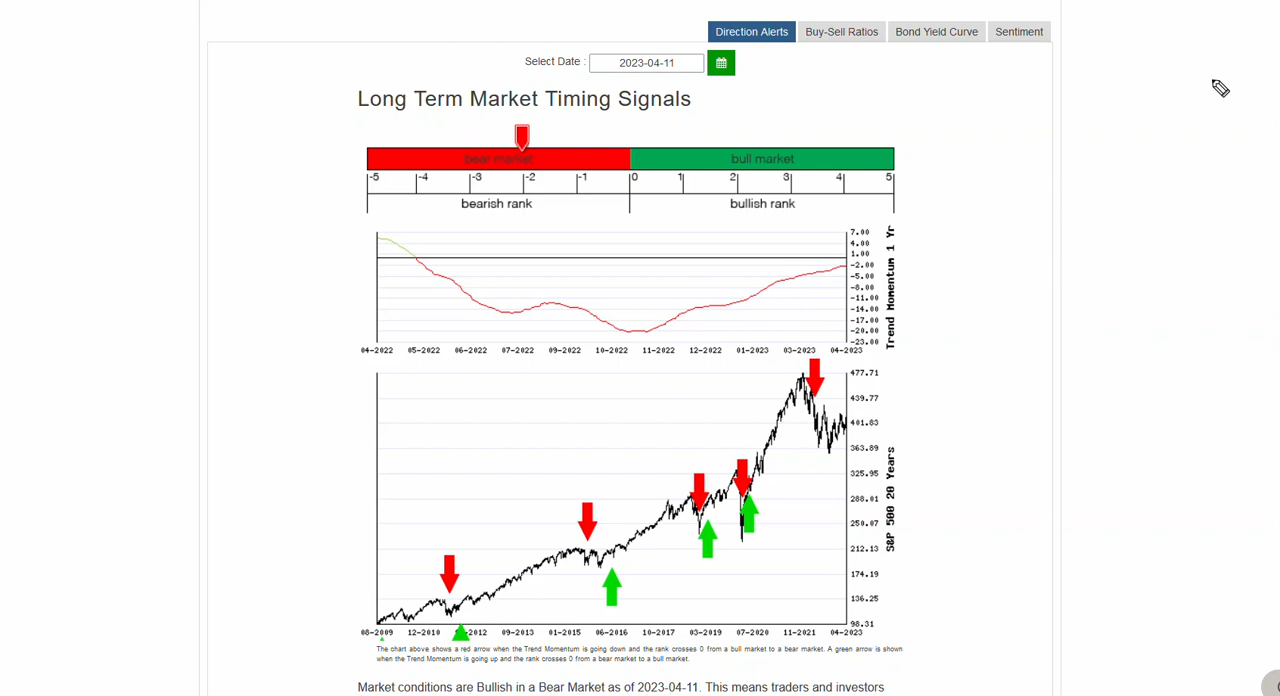 Direction Alerts Buy-Sell Ratios Bond Yield Curve Sentiment
Select Date : 2023-04-11
Long Term Market Timing Signals
bear market bull market
-5 -4 -3 -2 -1 0 1 2 3 4 5
bearish rank bullish rank
7.00
4.00
1.00
-2.00
-5.00
-8.00
-11.00
-14.00
-17.00
-20.00
-23.00
Trend Momentum 1 Yr
04-2022 05-2022 06-2022 07-2022 09-2022 10-2022 11-2022 12-2022 01-2023 03-2023 04-2023
477.71
439.77
401.83
363.89
325.95
288.01
250.07
212.13
174.19
136.25
98.31
S&P 500 20 Years
08-2009 12-2010 2012 09-2013 01-2015 06-2016 10-2017 03-2019 07-2020 11-2021 04-2023
The chart above shows a red arrow when the Trend Momentum is going down and the rank crosses 0 from a bull market to a bear market. A green arrow is shown
when the Trend Momentum is going up and the rank crosses 0 from a bear market to a bull market.
Market conditions are Bullish in a Bear Market as of 2023-04-11. This means traders and investors